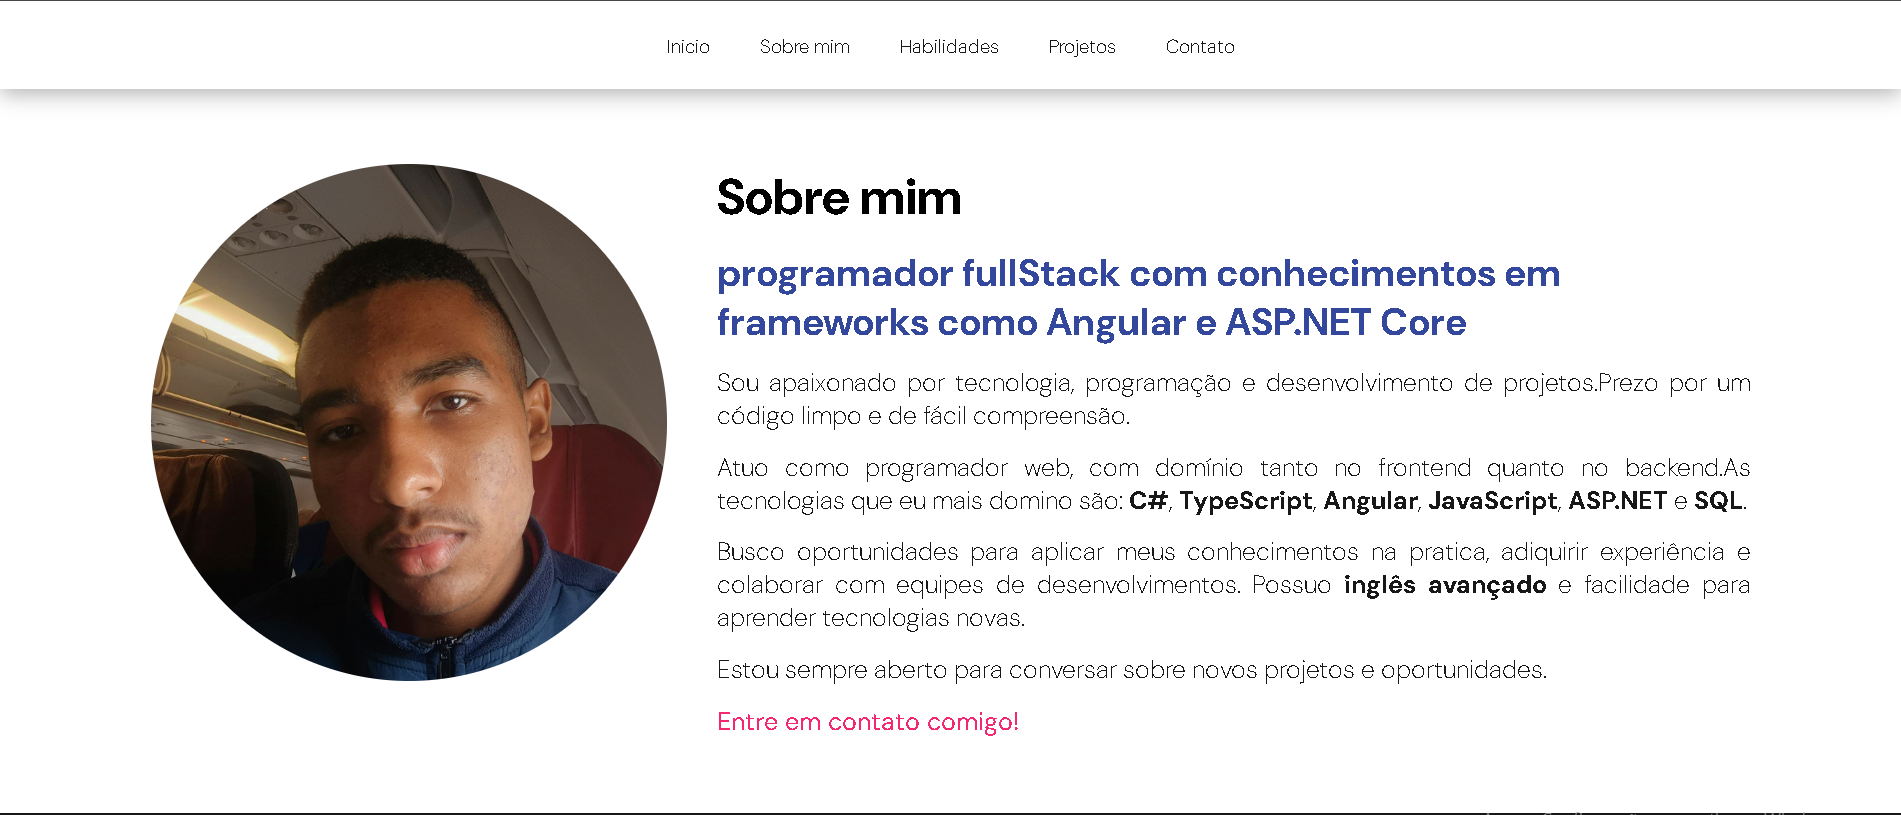 Inicio Sobre mim Habilidades Projetos Contato
Sobre mim
programador fullStack com conhecimentos em
frameworks como Angular e ASP.NET Core
Sou apaixonado por tecnologia, programação e desenvolvimento de projetos.Prezo por um
código limpo e de fácil compreensão.
Atuo como programador web, com domínio tanto no frontend quanto no backend.As
tecnologias que eu mais domino são: C#, TypeScript, Angular, JavaScript, ASP.NET e SQL.
Busco oportunidades para aplicar meus conhecimentos na pratica, adiquirir experiência e
colaborar com equipes de desenvolvimentos. Possuo inglês avançado e facilidade para
aprender tecnologias novas.
Estou sempre aberto para conversar sobre novos projetos e oportunidades.
Entre em contato comigo!